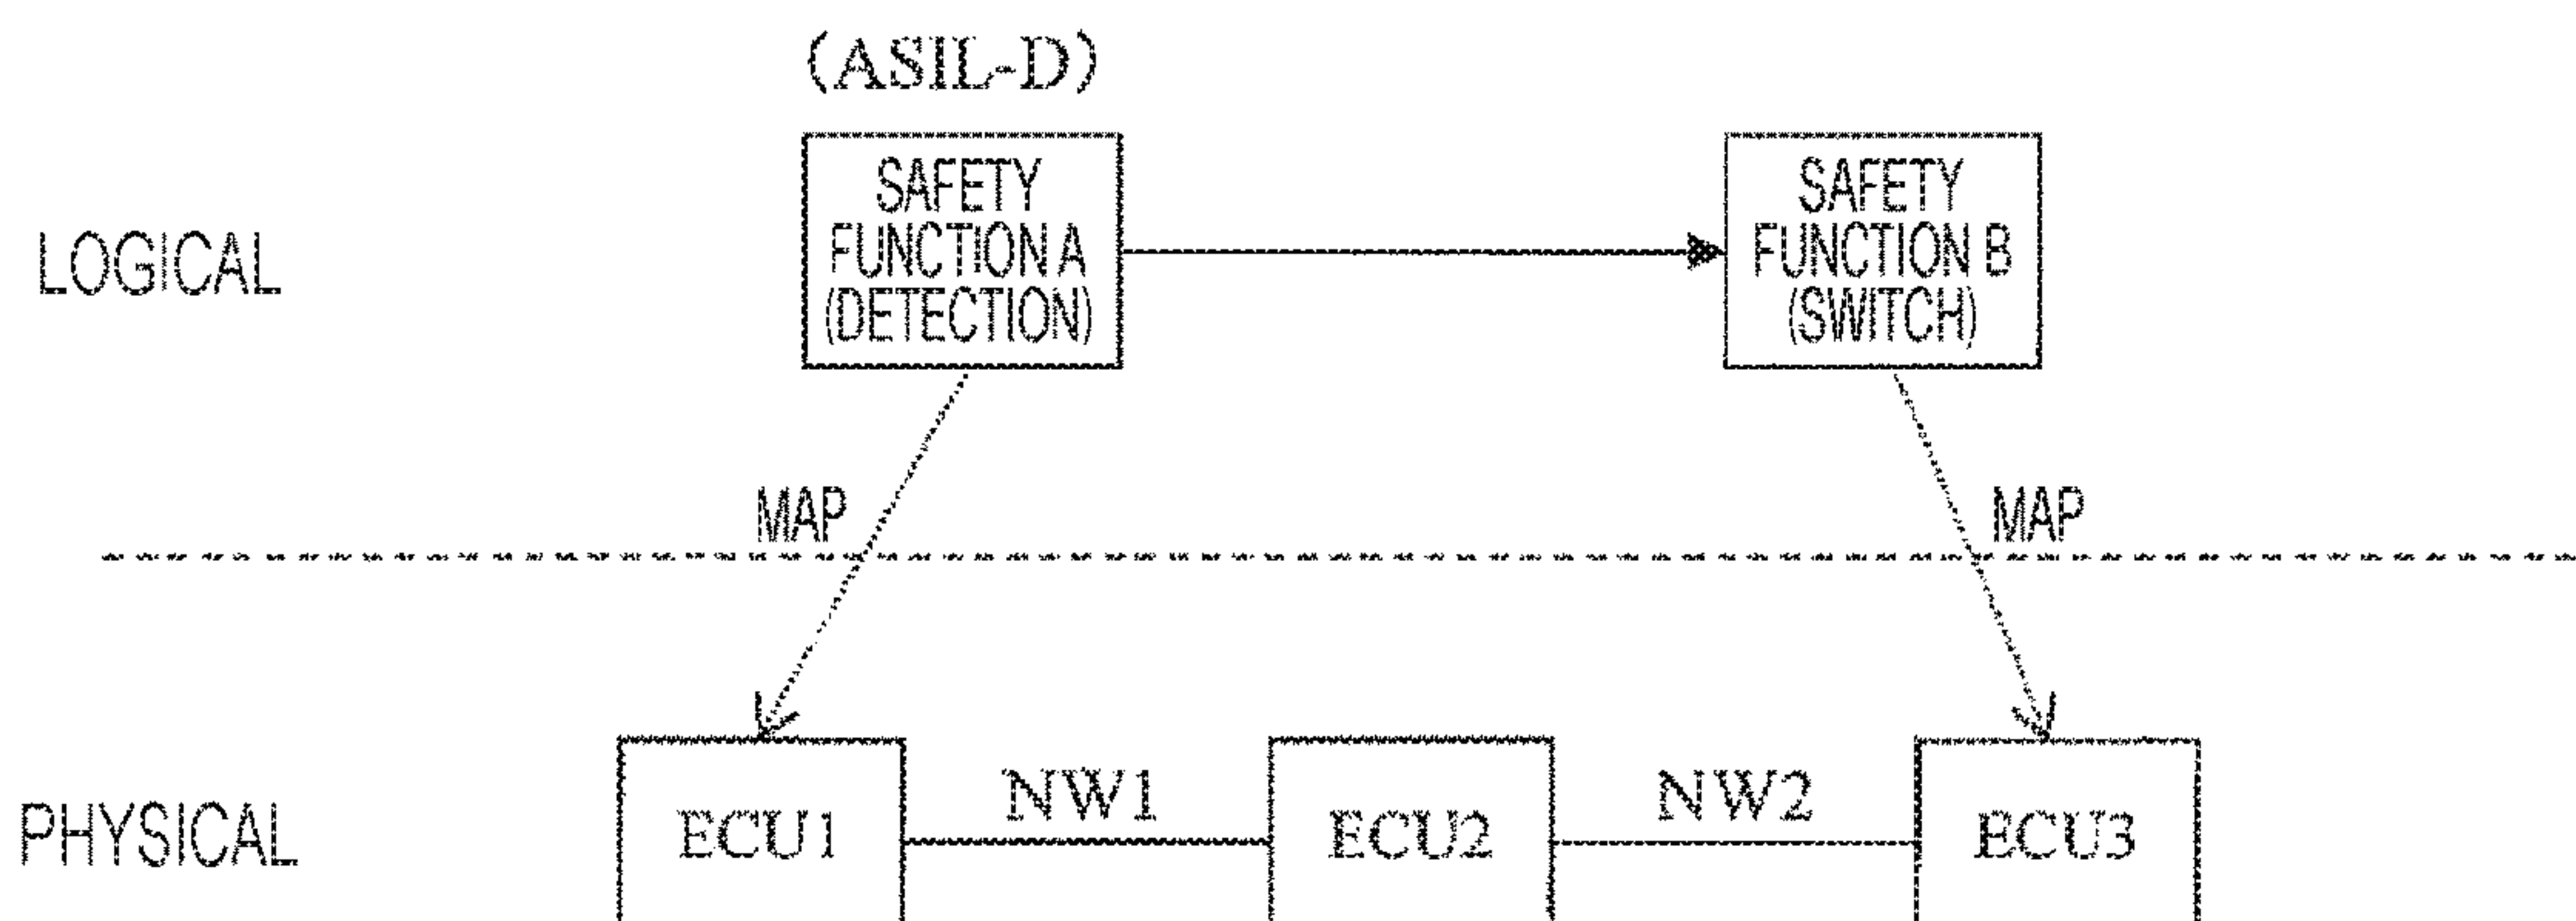 (ASIL-D)
SAFETY
FUNCTION A
(DETECTION)
SAFETY
FUNCTION B
(SWITCH)
LOGICAL
MAP
MAP
PHYSICAL
ECU1
NW1
ECU2
NW2
ECU3